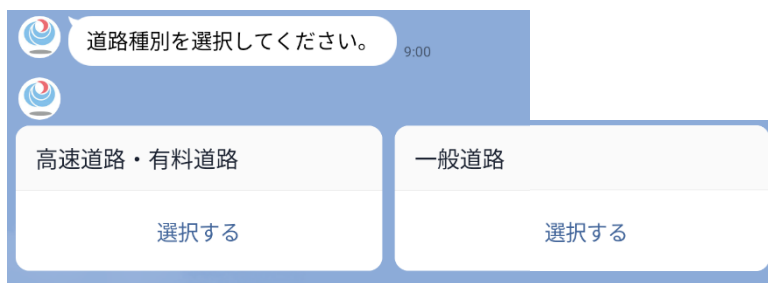 道路種別を選択してください。
9:00
高速道路・有料道路
一般道路
選択する
選択する